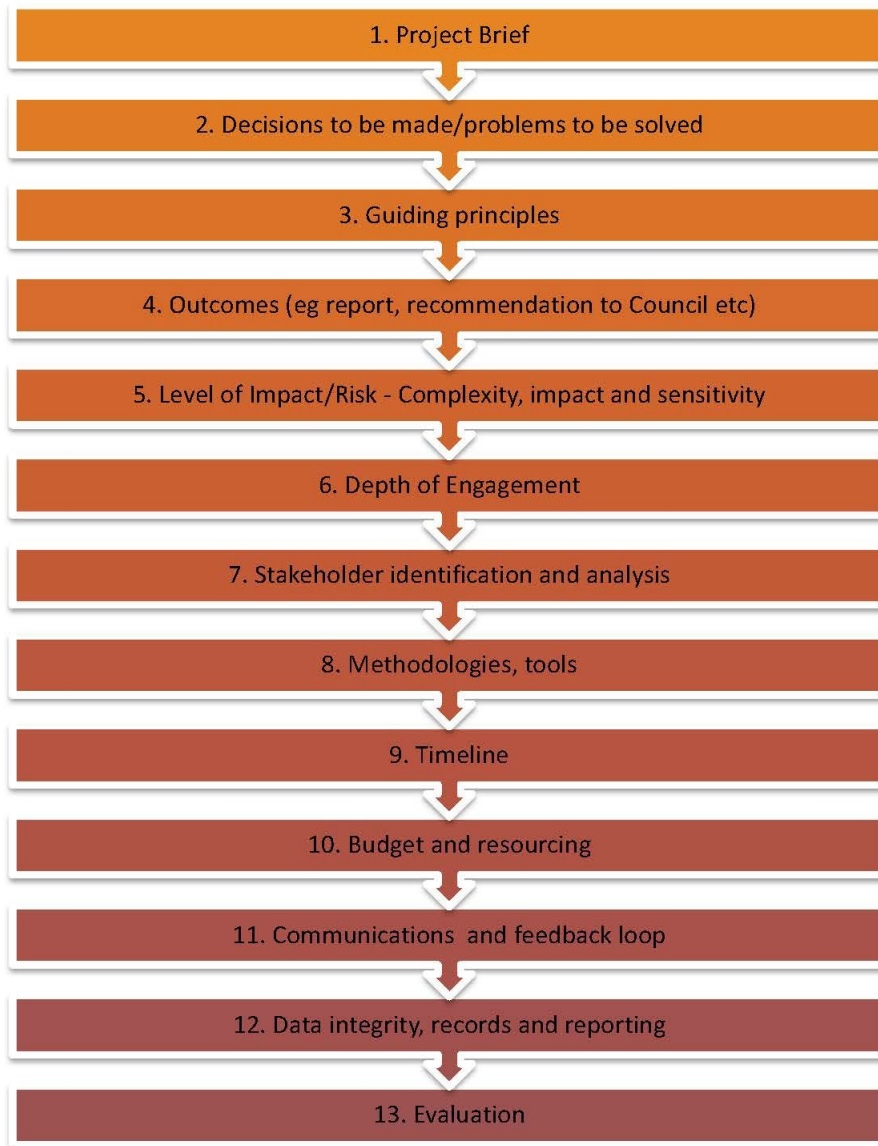 1. Project Brief
2. Decisions to be made/problems to be solved
3. Guiding principles
4. Outcomes (eg report, recommendation to Council etc)
5. Level of Impact/Risk - Complexity, impact and sensitivity
6. Depth of Engagement
7. Stakeholder identification and analysis
8. Methodologies, tools
9. Timeline
10. Budget and resourcing
11. Communications  and feedback loop
12. Data integrity, records and reporting
13. Evaluation